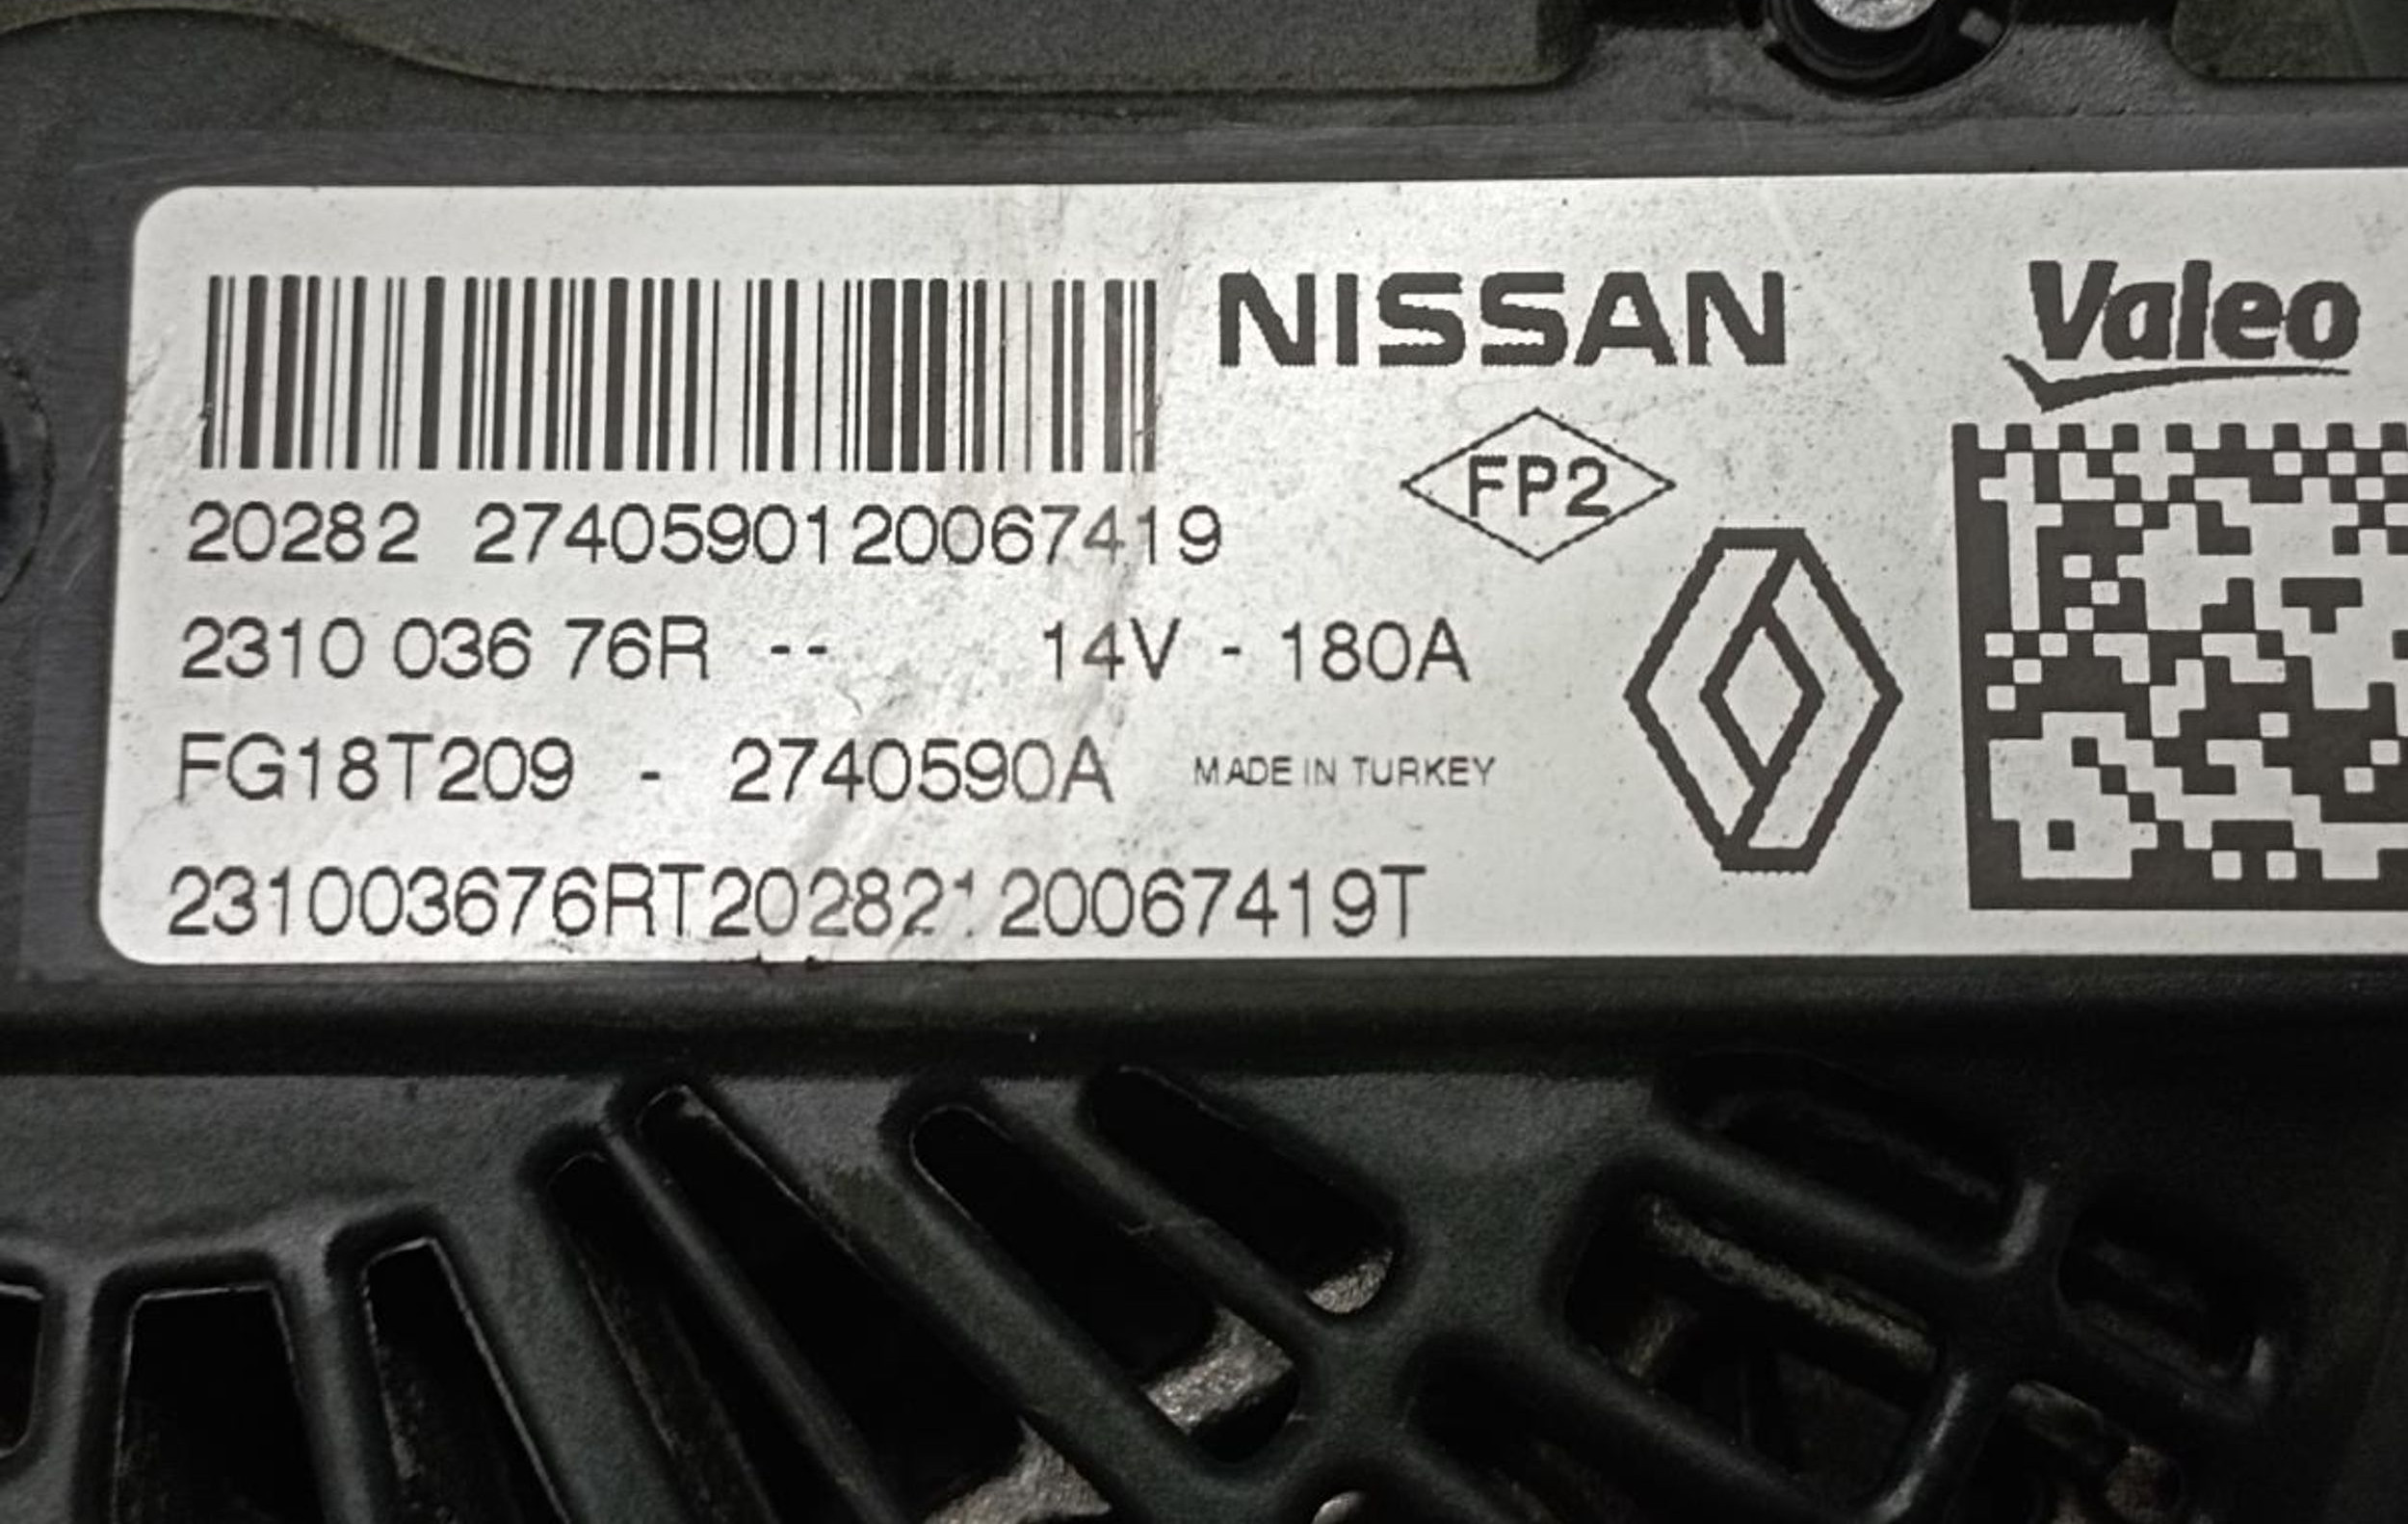 NISSAN
Valeo
FP2
20282 2740590120067419
2310 036 76R -- 14V - 180A
FG18T209 - 2740590A MADE IN TURKEY
231003676RT20282120067419T